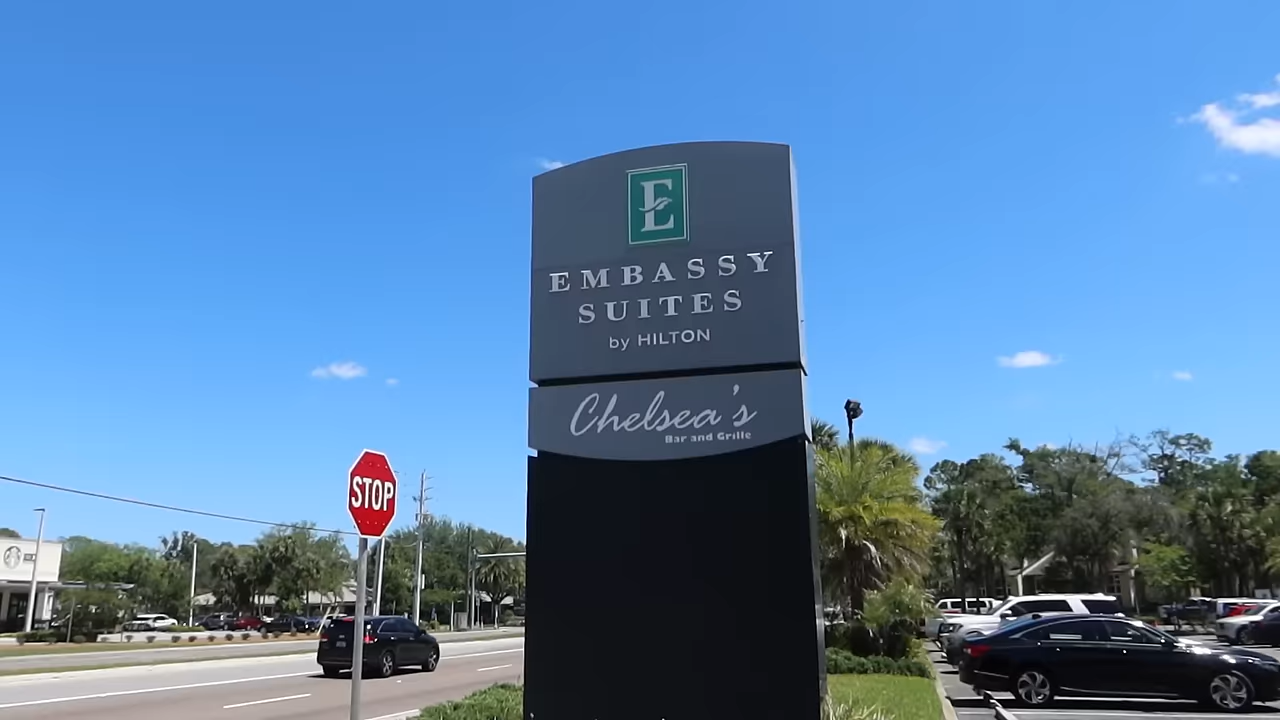 E
EMBASSY
SUITES
by HILTON
Chelsea's
Bar and Grille
STOP